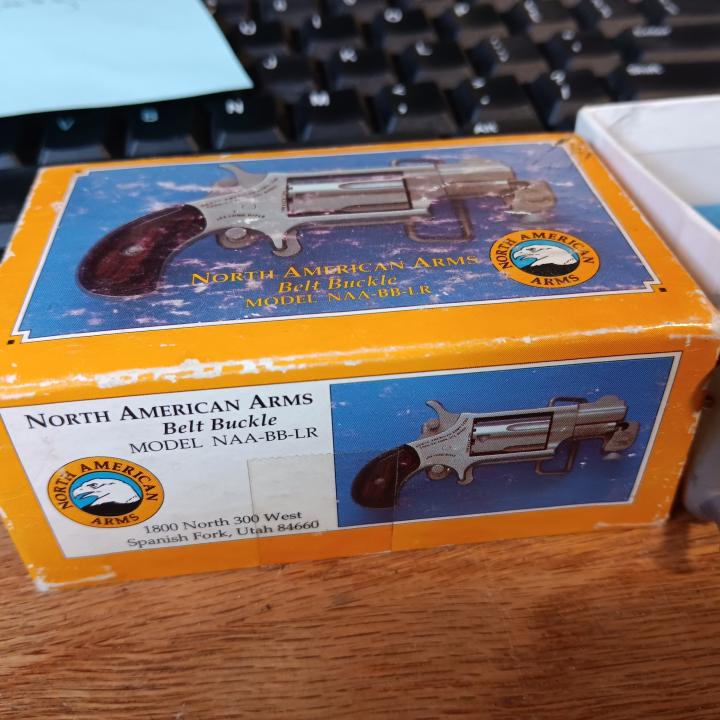 NORTH AMERICAN ARMS
Belt Buckle
MODEL NAA-BB-LR
NORTH AMERICAN
ARMS
NORTH AMERICAN ARMS
Belt Buckle
MODEL NAA-BB-LR
NORTH AMERICAN
ARMS
1800 North 300 West
Spanish Fork, Utah 84660
V
B
N
M